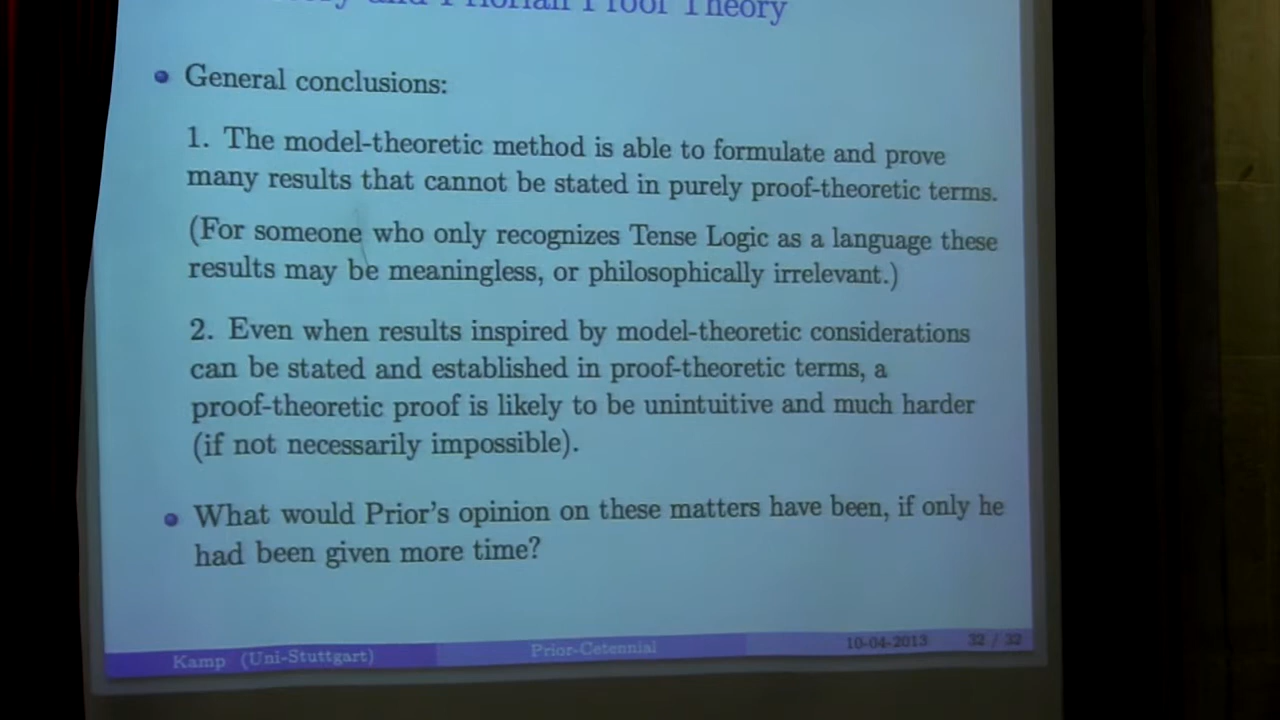 and Priorian Proof Theory
General conclusions:
1. The model-theoretic method is able to formulate and prove
many results that cannot be stated in purely proof-theoretic terms.
(For someone who only recognizes Tense Logic as a language these
results may be meaningless, or philosophically irrelevant.)
2. Even when results inspired by model-theoretic considerations
can be stated and established in proof-theoretic terms, a
proof-theoretic proof is likely to be unintuitive and much harder
(if not necessarily impossible).
What would Prior's opinion on these matters have been, if only he
had been given more time?
Kamp (Uni-Stuttgart) Prior-Cetennial 10-04-2013 32 / 32